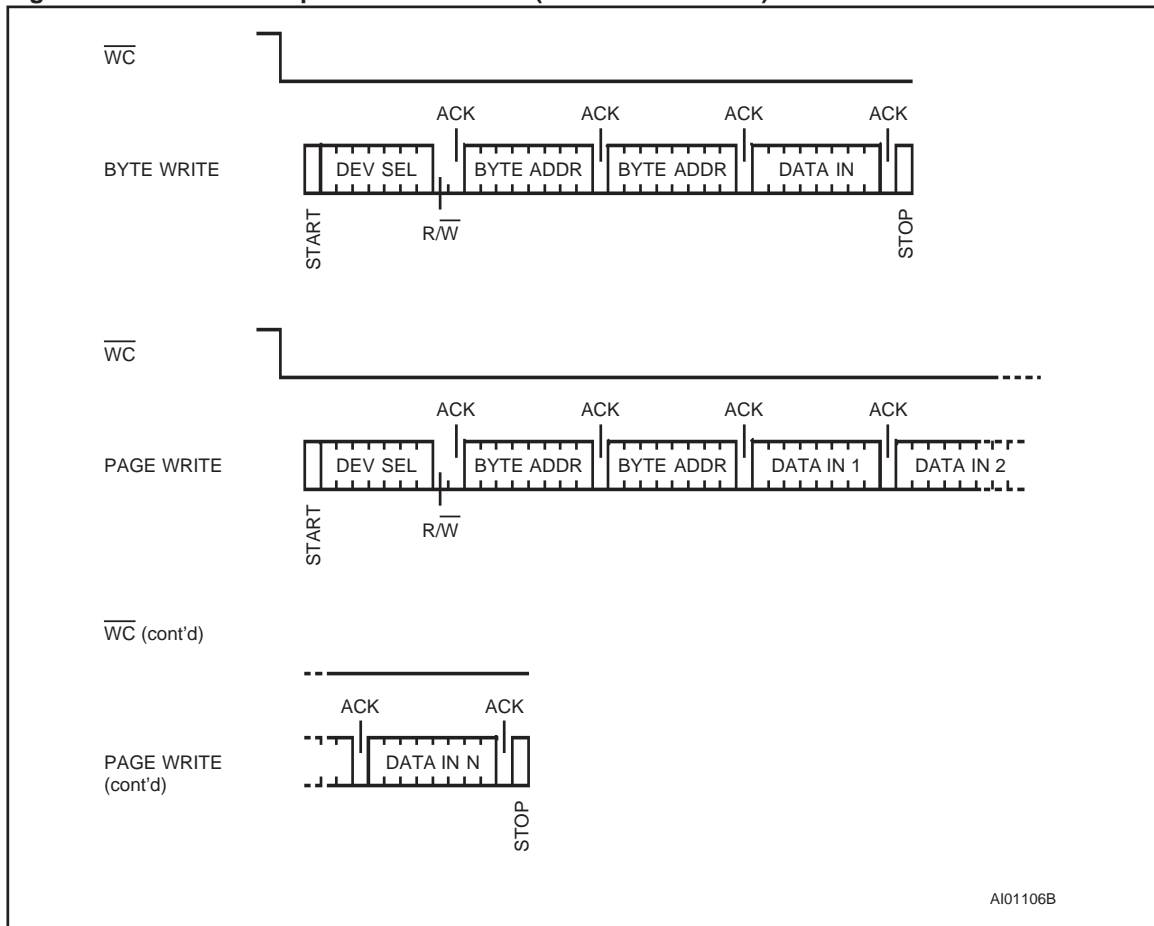 WC
ACK ACK ACK ACK
BYTE WRITE DEV SEL BYTE ADDR BYTE ADDR DATA IN
START R/W STOP
WC
ACK ACK ACK ACK
PAGE WRITE DEV SEL BYTE ADDR BYTE ADDR DATA IN 1 DATA IN 2
START R/W
WC (cont'd)
ACK ACK
PAGE WRITE DATA IN N
(cont'd)
STOP
AI01106B